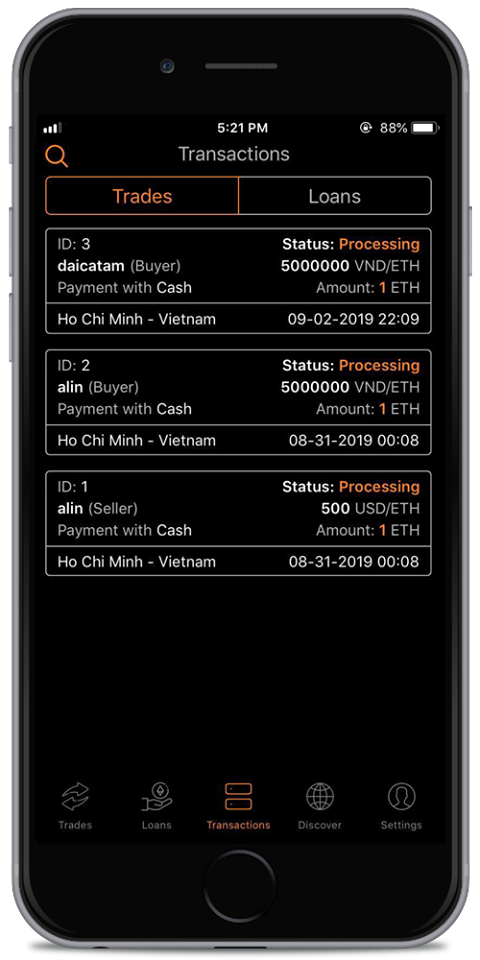 5:21 PM 88%
Transactions
Trades Loans
ID: 3 Status: Processing
daicatam (Buyer) 5000000 VND/ETH
Payment with Cash Amount: 1 ETH
Ho Chi Minh - Vietnam 09-02-2019 22:09
ID: 2 Status: Processing
alin (Buyer) 5000000 VND/ETH
Payment with Cash Amount: 1 ETH
Ho Chi Minh - Vietnam 08-31-2019 00:08
ID: 1 Status: Processing
alin (Seller) 500 USD/ETH
Payment with Cash Amount: 1 ETH
Ho Chi Minh - Vietnam 08-31-2019 00:08
Trades Loans Transactions Discover Settings